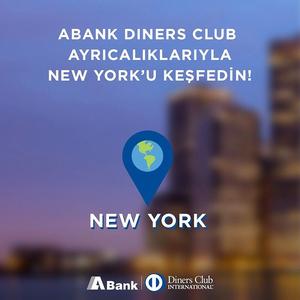 ABANK DINERS CLUB
AYRICALIKLARIYLA
NEW YORK'U KEŞFEDİN!
NEW YORK
ABank
Diners Club
INTERNATIONAL